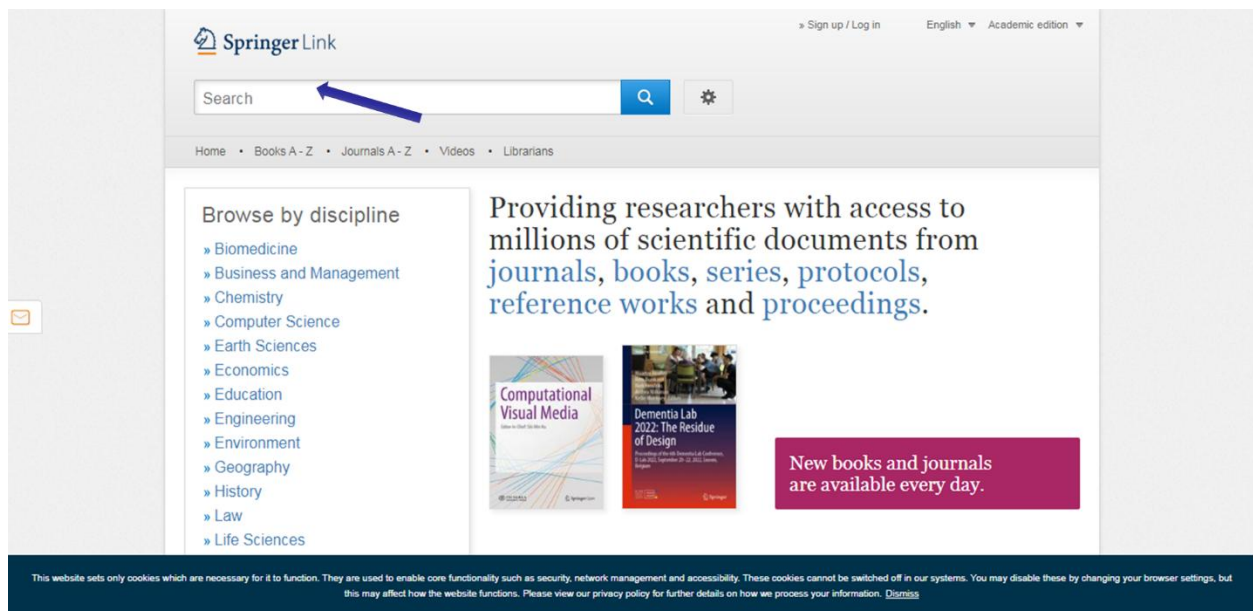 » Sign up / Log in English Academic edition
Springer Link
Search
Home • Books A - Z • Journals A - Z • Videos • Librarians
Browse by discipline
» Biomedicine
» Business and Management
» Chemistry
» Computer Science
» Earth Sciences
» Economics
» Education
» Engineering
» Environment
» Geography
» History
» Law
» Life Sciences
Providing researchers with access to
millions of scientific documents from
journals, books, series, protocols,
reference works and proceedings.
Computational
Visual Media
Dementia Lab
2022: The Residue
of Design
Springer
New books and journals
are available every day.
This website sets only cookies which are necessary for it to function. They are used to enable core functionality such as security, network management and accessibility. These cookies cannot be switched off in our systems. You may disable these by changing your browser settings, but
this may affect how the website functions. Please view our privacy policy for further details on how we process your information. Dismiss